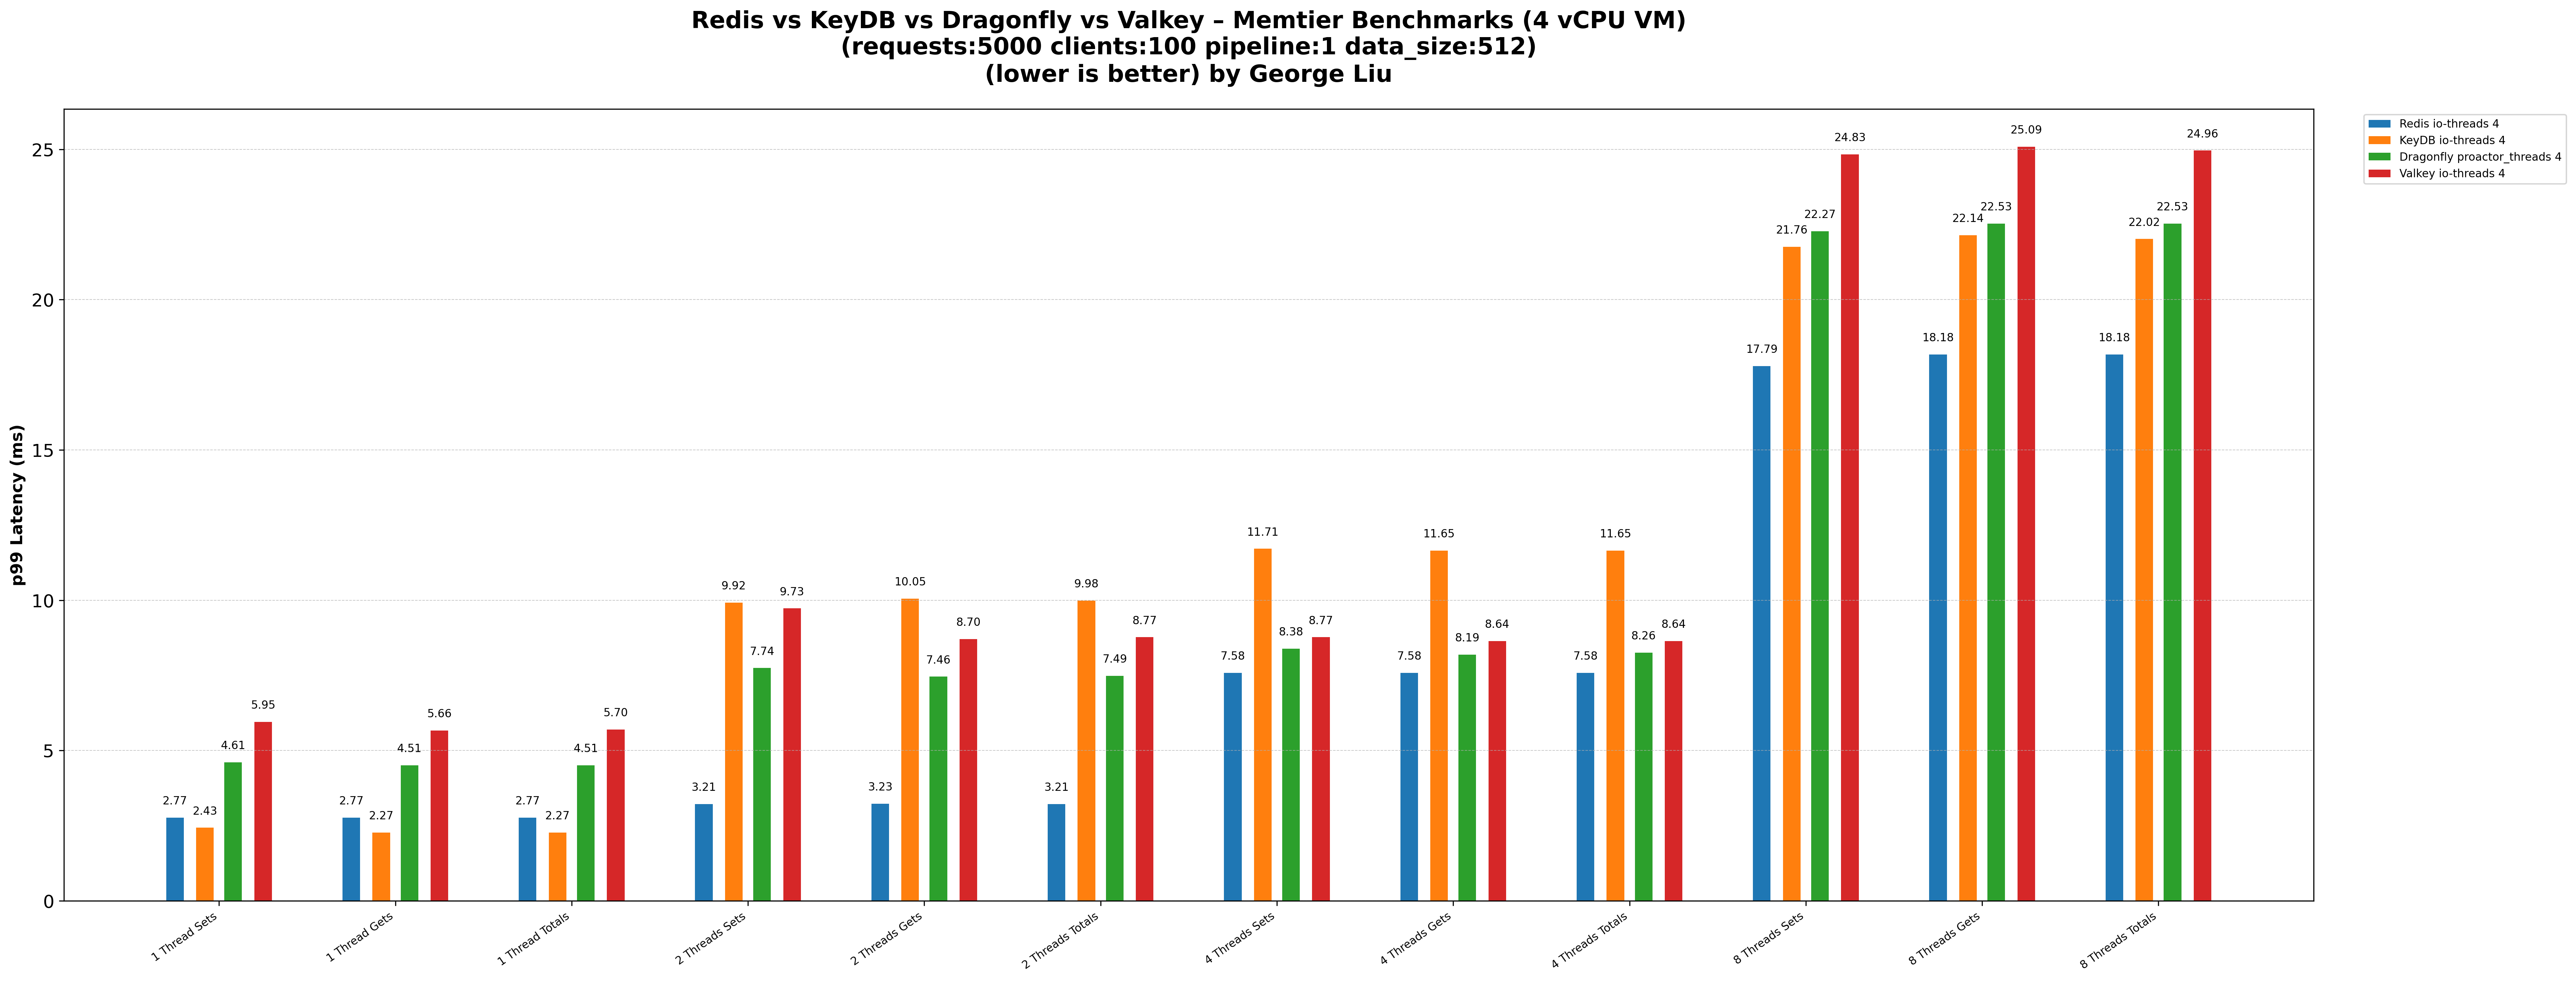 Redis vs KeyDB vs Dragonfly vs Valkey – Memtier Benchmarks (4 vCPU VM)
(requests:5000 clients:100 pipeline:1 data_size:512)
(lower is better) by George Liu
Redis io-threads 4
KeyDB io-threads 4
Dragonfly proactor_threads 4
Valkey io-threads 4
p99 Latency (ms)
25
20
15
10
5
0
2.77
2.43
4.61
5.95
2.77
2.27
4.51
5.66
2.77
2.27
4.51
5.70
3.21
9.92
7.74
9.73
3.23
10.05
7.46
8.70
3.21
9.98
7.49
8.77
7.58
11.71
8.38
8.77
7.58
11.65
8.19
8.64
7.58
11.65
8.26
8.64
17.79
21.76
22.27
24.83
18.18
22.14
22.53
25.09
18.18
22.02
22.53
24.96
1 Thread Sets
1 Thread Gets
1 Thread Totals
2 Threads Sets
2 Threads Gets
2 Threads Totals
4 Threads Sets
4 Threads Gets
4 Threads Totals
8 Threads Sets
8 Threads Gets
8 Threads Totals